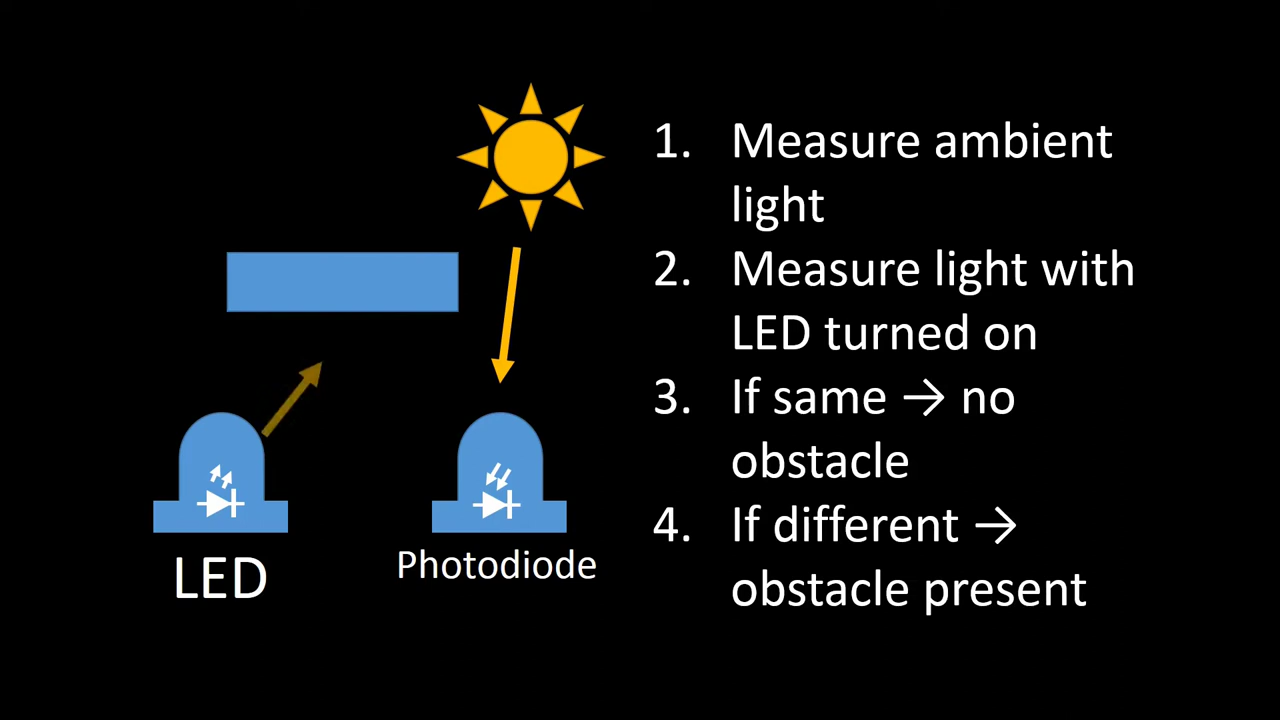 1. Measure ambient
light
2. Measure light with
LED turned on
3. If same → no
obstacle
4. If different →
obstacle present
LED
Photodiode